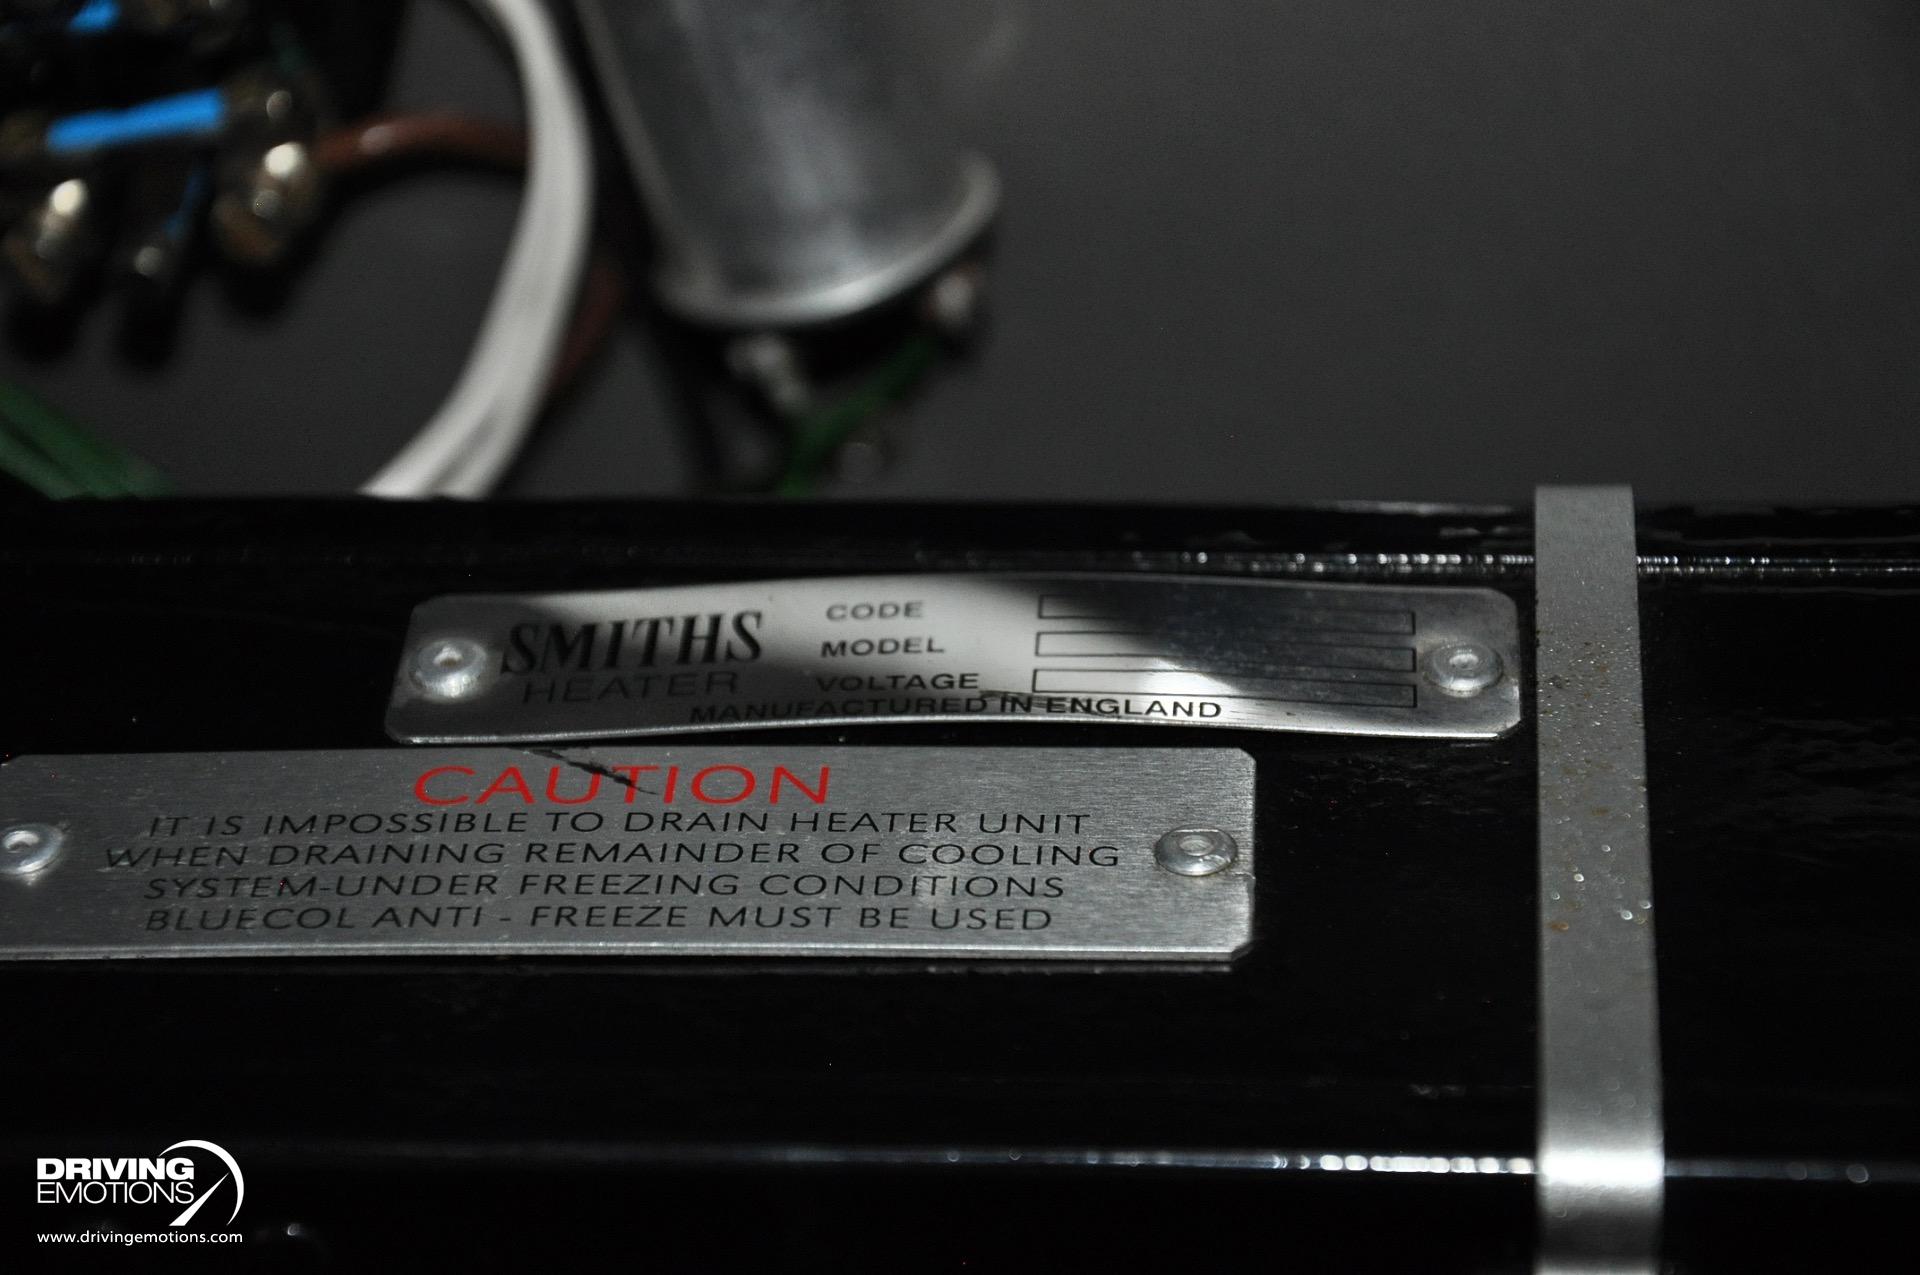 SMITHS
HEATER
CODE
MODEL
VOLTAGE
MANUFACTURED IN ENGLAND
CAUTION
IT IS IMPOSSIBLE TO DRAIN HEATER UNIT
WHEN DRAINING REMAINDER OF COOLING
SYSTEM-UNDER FREEZING CONDITIONS
BLUECOL ANTI - FREEZE MUST BE USED
DRIVING
EMOTIONS
www.drivingemotions.com